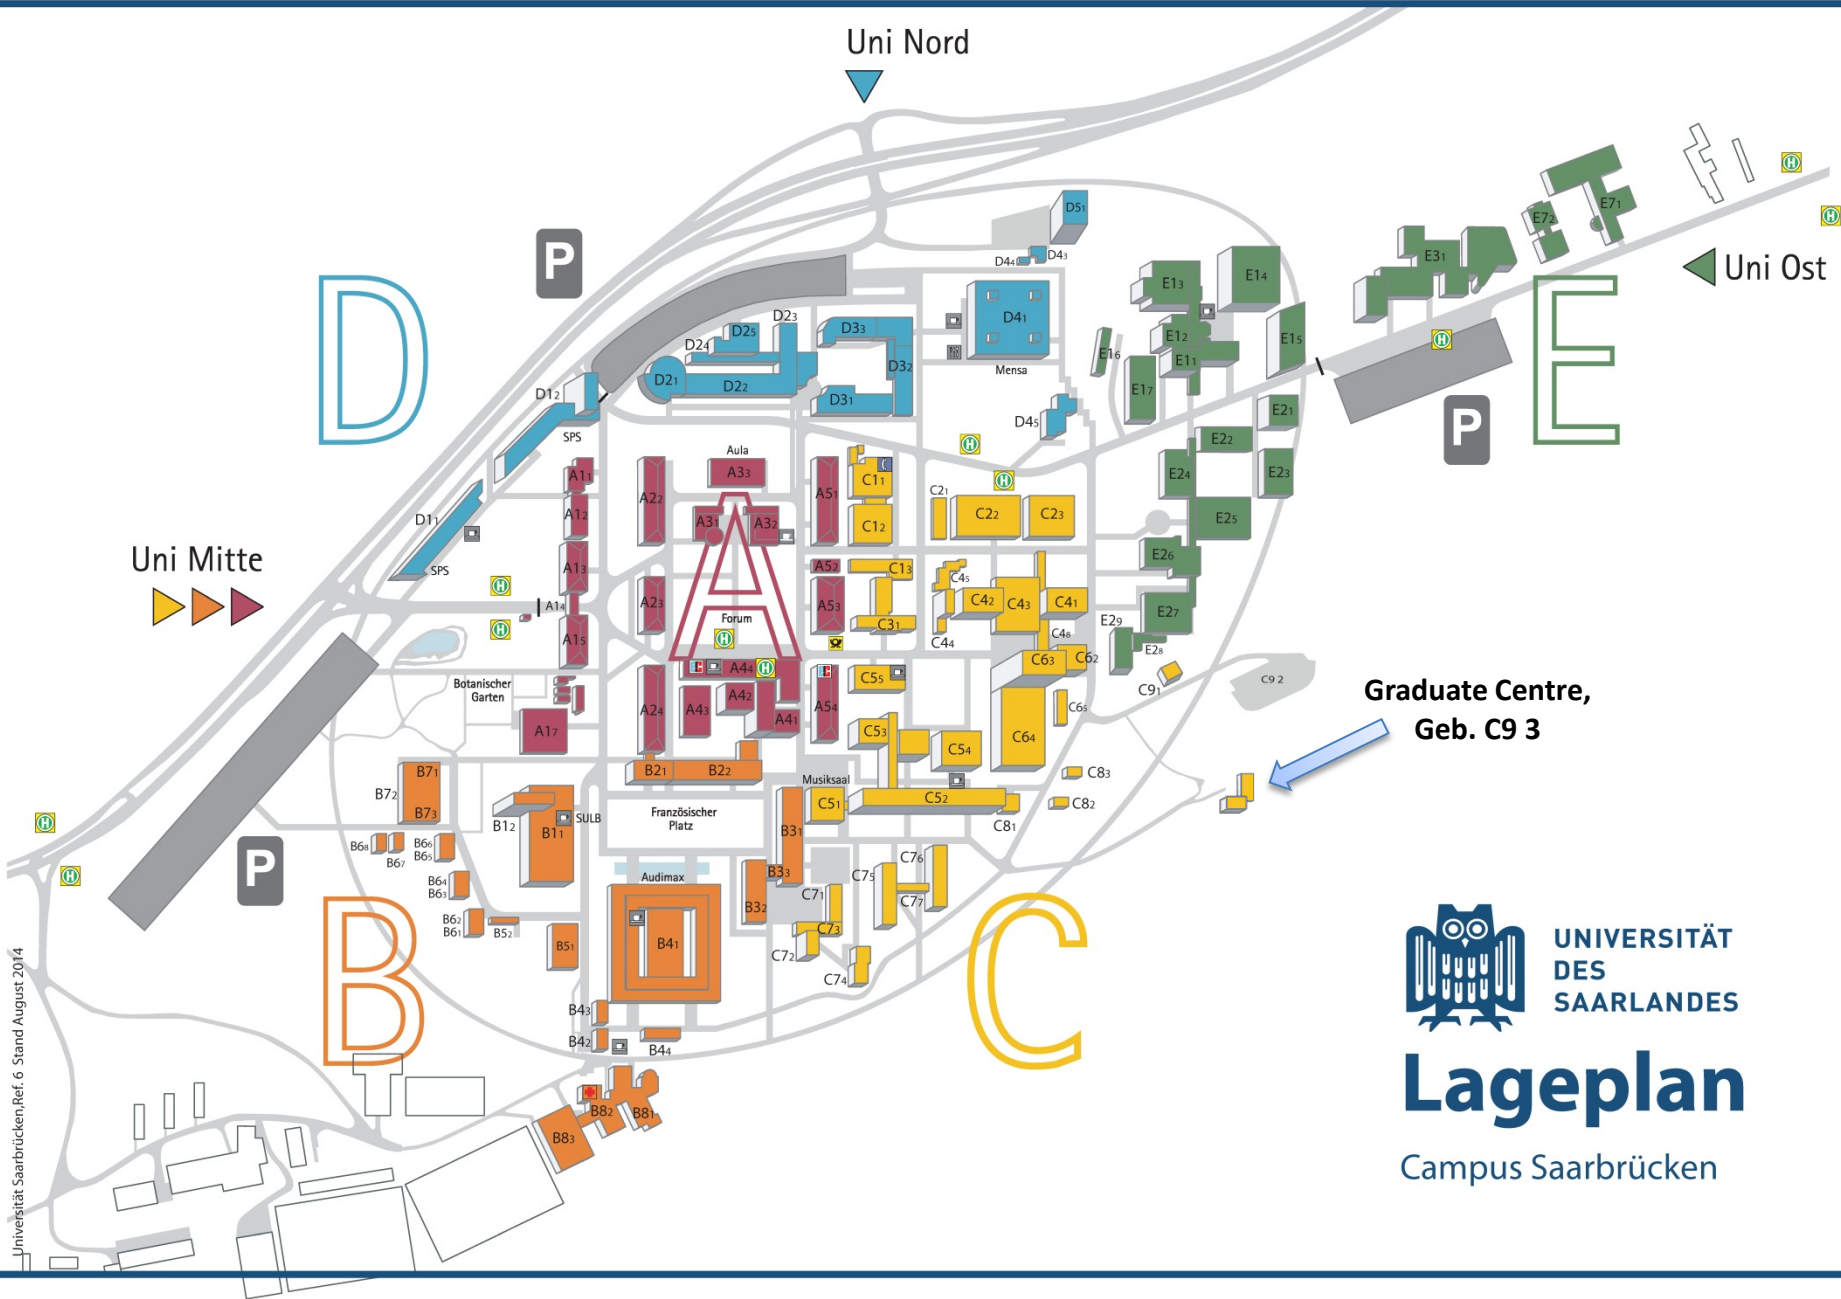 Uni Nord
D51
D44
D43
P
D
D41
Mensa
D23
D25
D24
D33
D32
D21
D22
D31
D12
SPS
D45
E71
E72
E31
Uni Ost
E
P
E14
E13
E12
E11
E15
E16
E17
E21
E22
E24
E23
E25
E26
E27
E29
E28
Aula
A33
A11
A22
A51
C11
C21
A12
A31
A32
C12
C22
C23
D11
SPS
Uni Mitte
A13
A52
C13
C45
A14
A23
A
A53
C42
C43
C41
Forum
C31
C44
C48
A15
A44
C63
C62
C55
C91
C9 2
Graduate Centre,
Geb. C9 3
Botanischer
Garten
A24
A43
A42
A41
A54
C65
A17
C53
C54
C64
B71
B72
B73
B21
B22
Musiksaal
C83
C82
C51
C52
C81
B12
B11
SULB
Französischer
Platz
B31
B68
B67
B66
B65
P
B64
B63
Audimax
B33
B32
C71
C75
C76
C77
B62
B61
B52
B51
B41
C73
C72
C74
B
C
B43
B42
B44
B82
B81
B83
UNIVERSITÄT
DES
SAARLANDES
Lageplan
Campus Saarbrücken
Universität Saarbrücken,Ref. 6 Stand August 2014